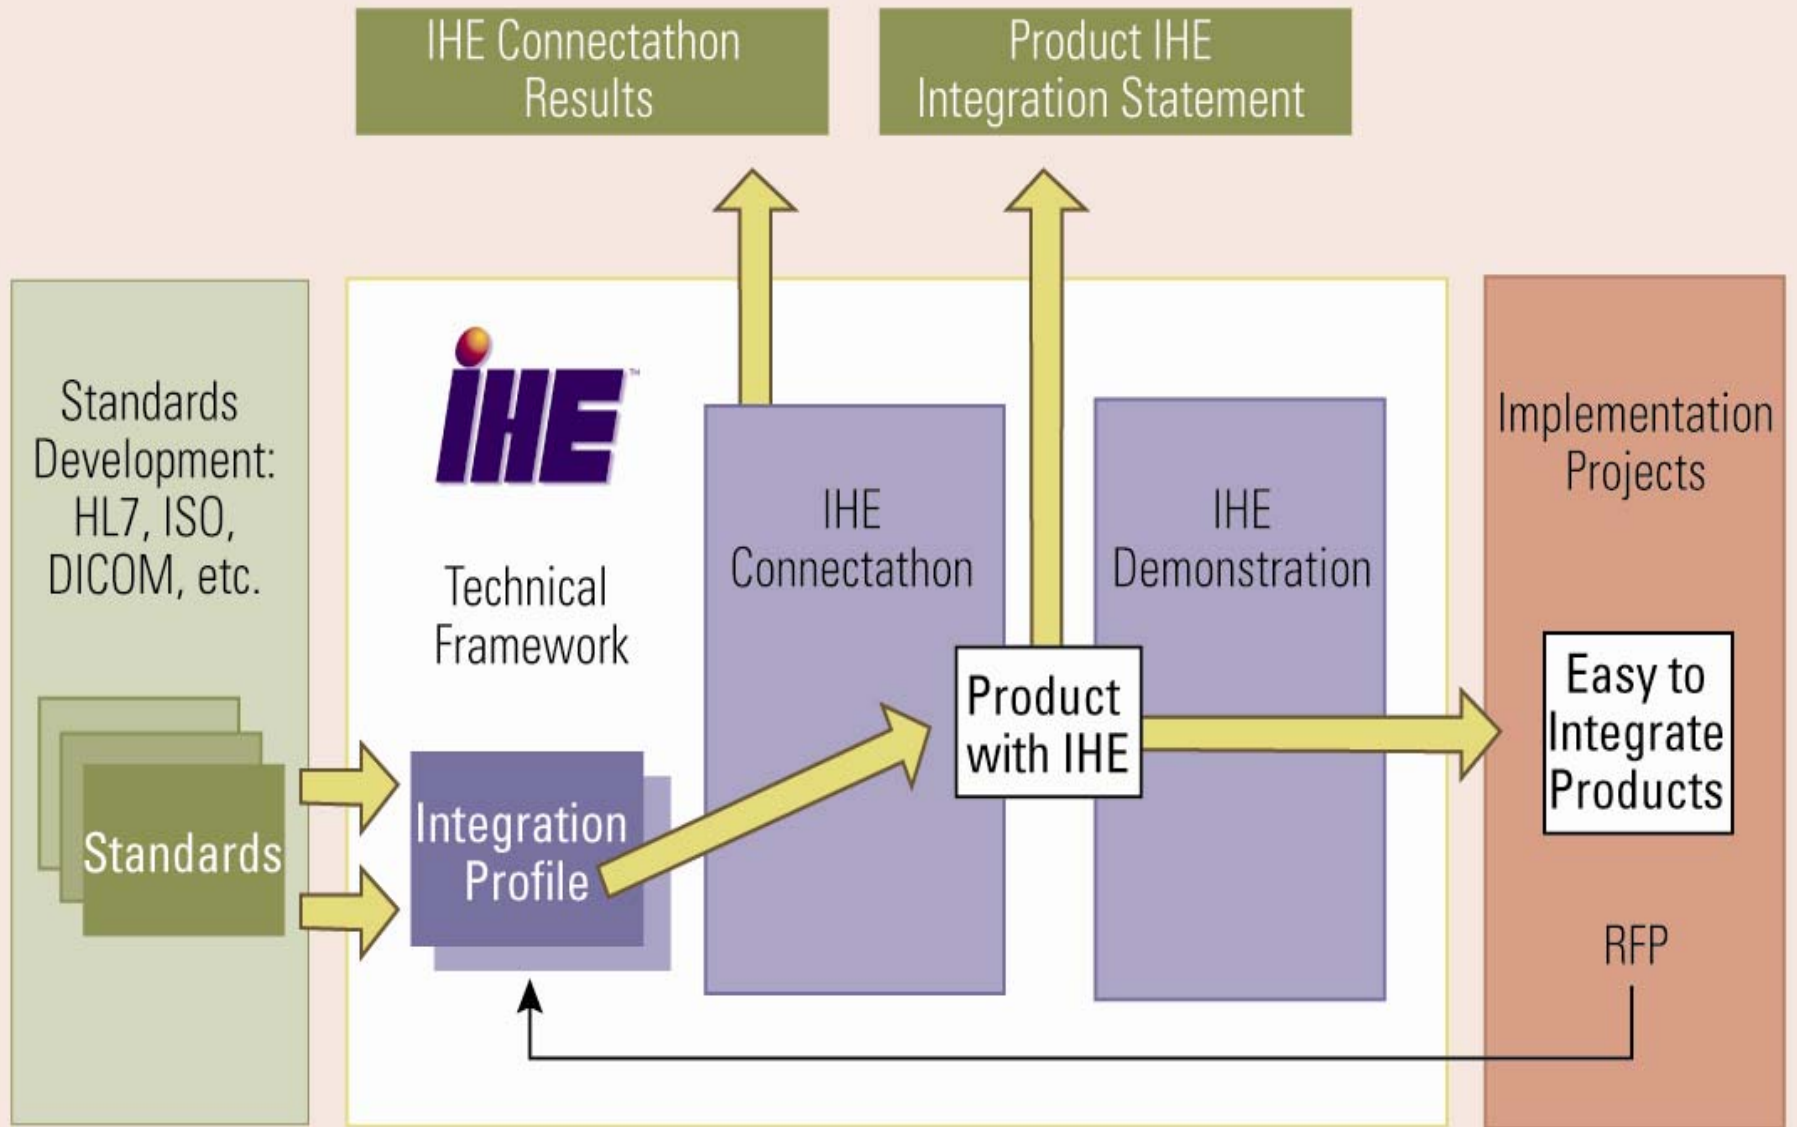 IHE Connectathon
Results
Product IHE
Integration Statement
Standards
Development:
HL7, ISO,
DICOM, etc.
Standards
iHE™
Technical
Framework
Integration
Profile
IHE
Connectathon
Product
with IHE
IHE
Demonstration
Implementation
Projects
Easy to
Integrate
Products
RFP